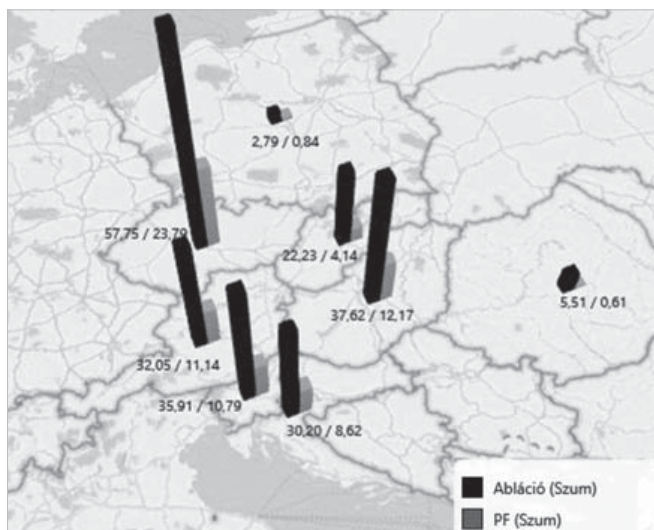 2,79 / 0,84
57,75 / 23,79
22,23 / 4,14
5,51 / 0,61
37,62 / 12,17
32,05 / 11,14
35,91 / 10,79
30,20 / 8,62
Abláció (Szum)
PF (Szum)